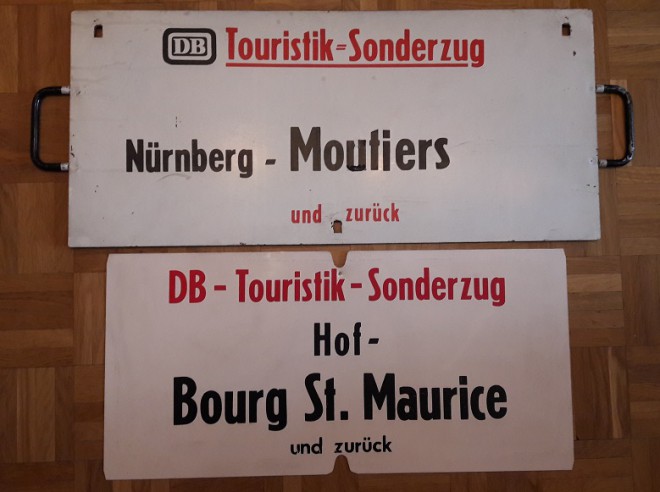 DB Touristik=Sonderzug
Nürnberg - Moutiers
und zurück
DB - Touristik - Sonderzug
Hof -
Bourg St. Maurice
und zurück